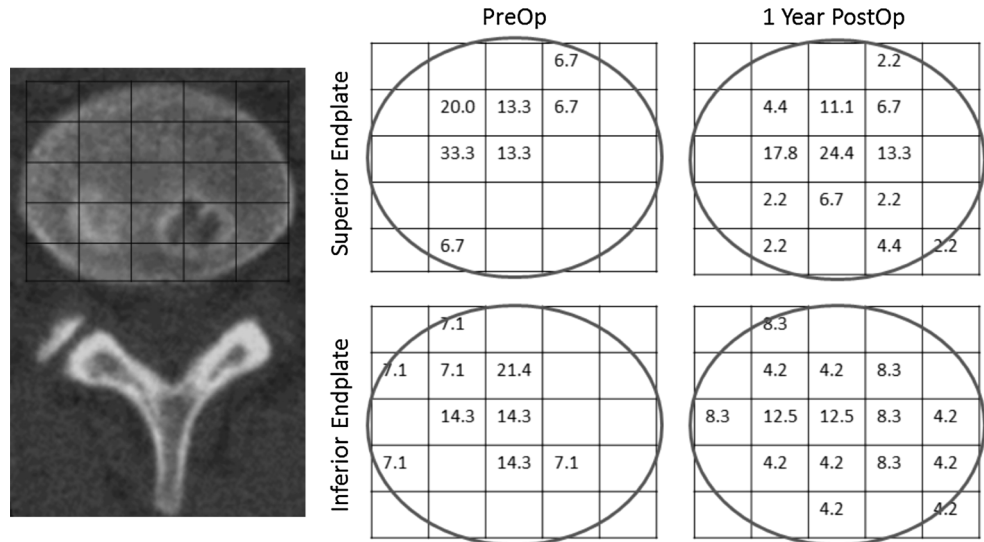 PreOp
1 Year PostOp
Superior Endplate
6.7
20.0 13.3 6.7
33.3 13.3
6.7
2.2
4.4 11.1 6.7
17.8 24.4 13.3
2.2 6.7 2.2
2.2 4.4 2.2
Inferior Endplate
7.1
7.1 7.1 21.4
14.3 14.3
7.1 14.3 7.1
8.3
4.2 4.2 8.3
8.3 12.5 12.5 8.3 4.2
4.2 4.2 8.3 4.2
4.2 4.2